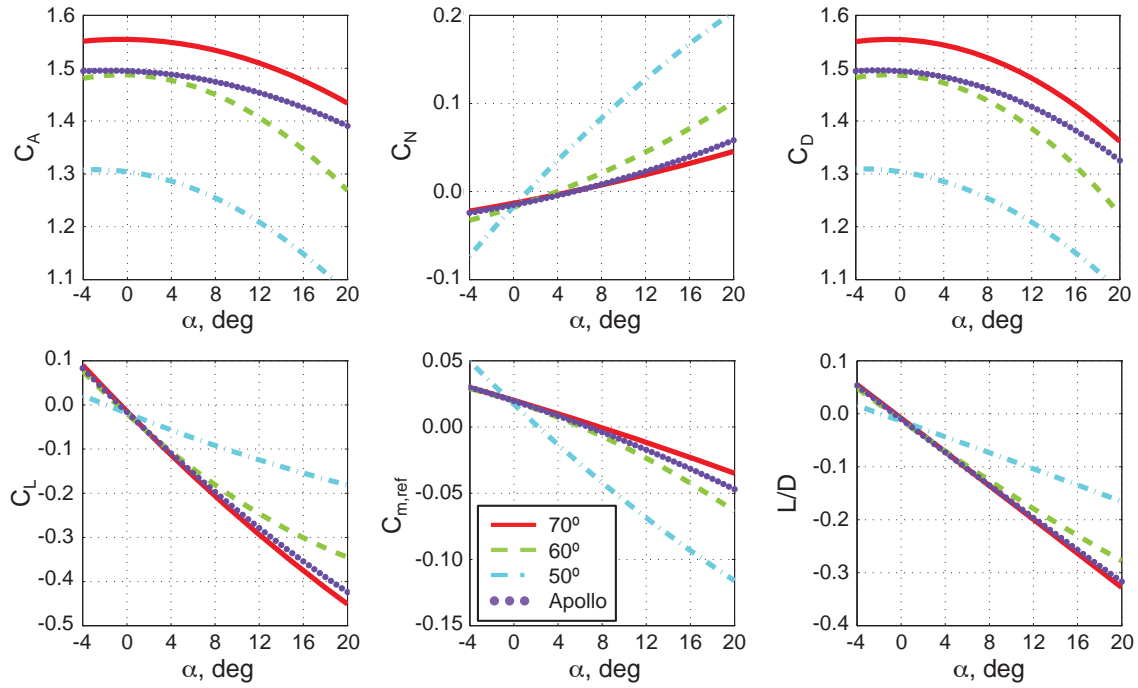 1.6
1.5
1.4
1.3
1.2
1.1
C_A
-4 0 4 8 12 16 20
α, deg
0.2
0.1
0.0
-0.1
C_N
-4 0 4 8 12 16 20
α, deg
1.6
1.5
1.4
1.3
1.2
1.1
C_D
-4 0 4 8 12 16 20
α, deg
0.1
0.0
-0.1
-0.2
-0.3
-0.4
-0.5
C_L
-4 0 4 8 12 16 20
α, deg
0.05
0.00
-0.05
-0.10
-0.15
C_m,ref
70º
60º
50º
Apollo
-4 0 4 8 12 16 20
α, deg
0.1
0.0
-0.1
-0.2
-0.3
-0.4
L/D
-4 0 4 8 12 16 20
α, deg